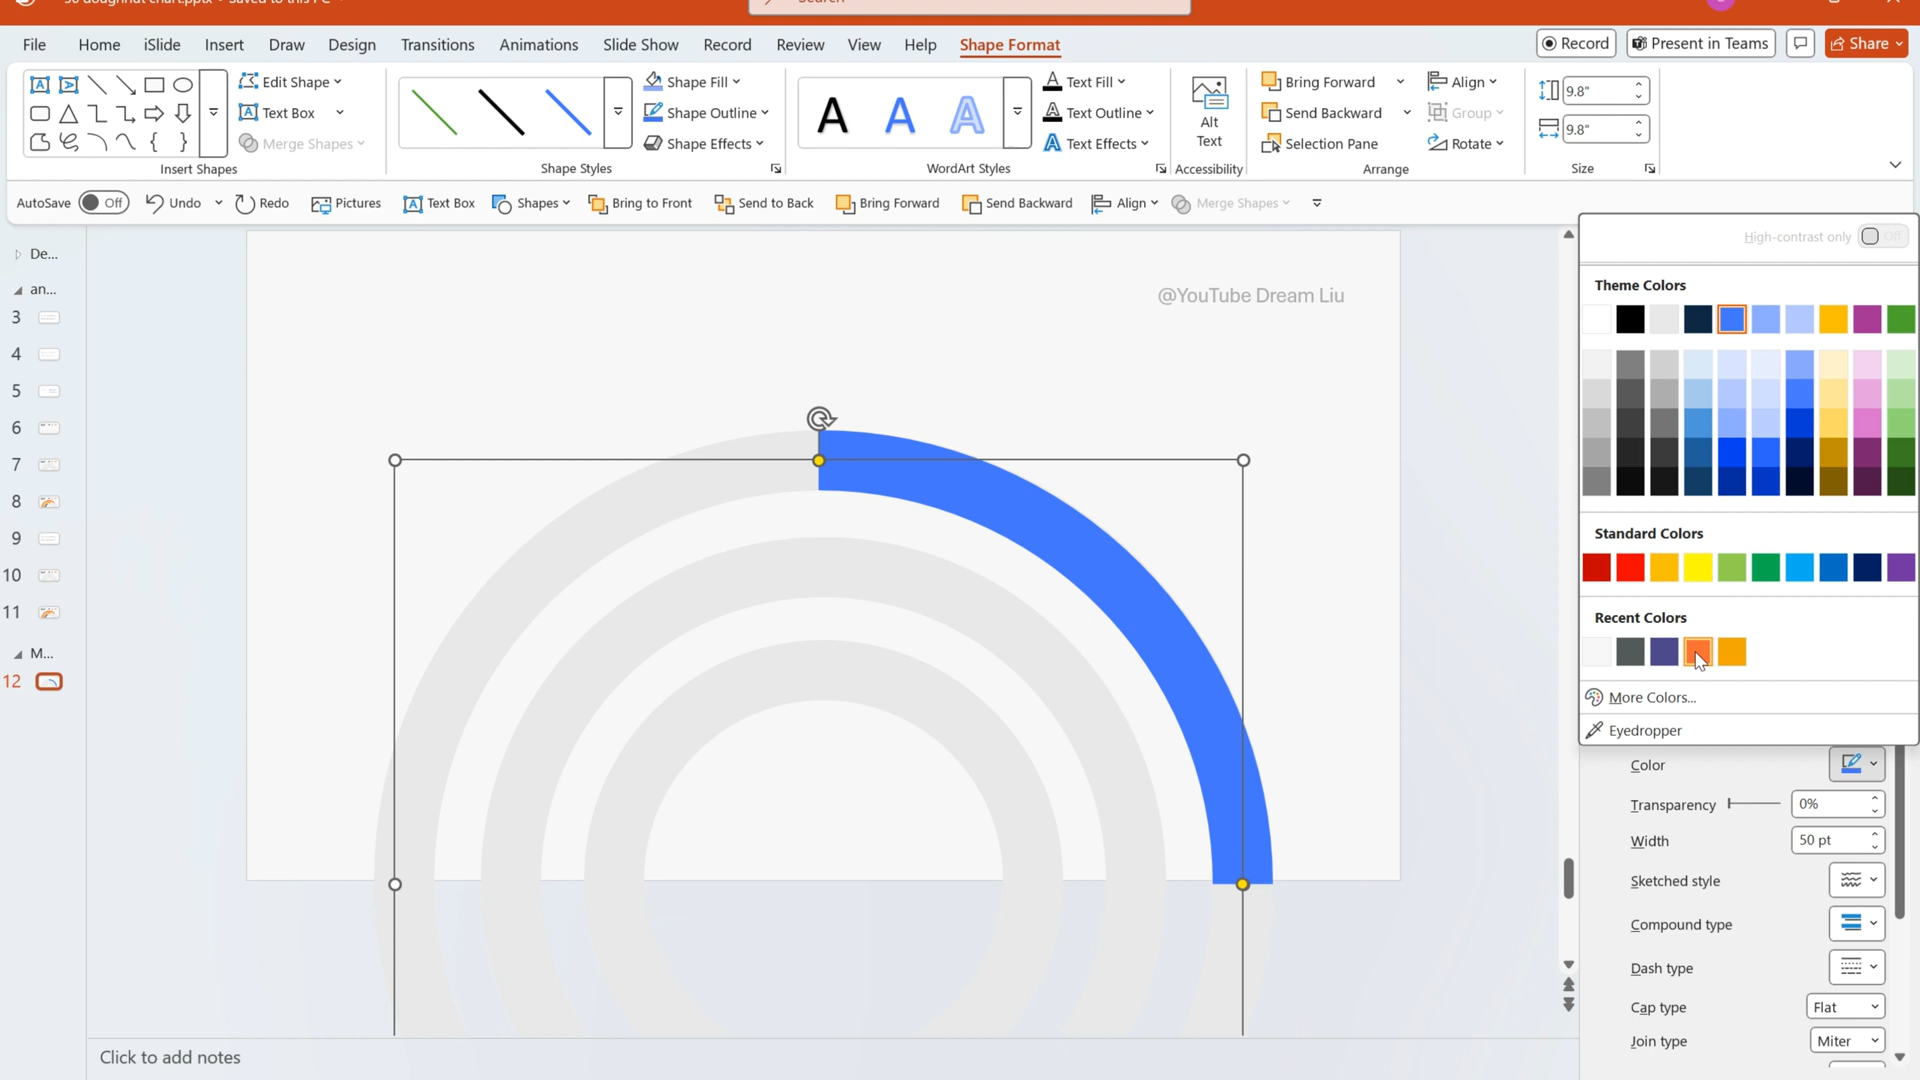 File Home iSlide Insert Draw Design Transitions Animations Slide Show Record Review View Help Shape Format Record Present in Teams Share
Edit Shape
Text Box
Merge Shapes
Insert Shapes
Shape Fill
Shape Outline
Shape Effects
Shape Styles
A A A
Text Fill
Text Outline
Text Effects
WordArt Styles
Alt
Text
Accessibility
Bring Forward
Send Backward
Selection Pane
Align
Group
Rotate
Arrange
9.8"
9.8"
Size
AutoSave Off Undo Redo Pictures Text Box Shapes Bring to Front Send to Back Bring Forward Send Backward Align Merge Shapes
De...
an...
3
4
5
6
7
8
9
10
11
M...
12
@YouTube Dream Liu
High-contrast only Off
Theme Colors
Standard Colors
Recent Colors
More Colors...
Eyedropper
Color
Transparency 0%
Width 50 pt
Sketched style
Compound type
Dash type
Cap type Flat
Join type Miter
Click to add notes